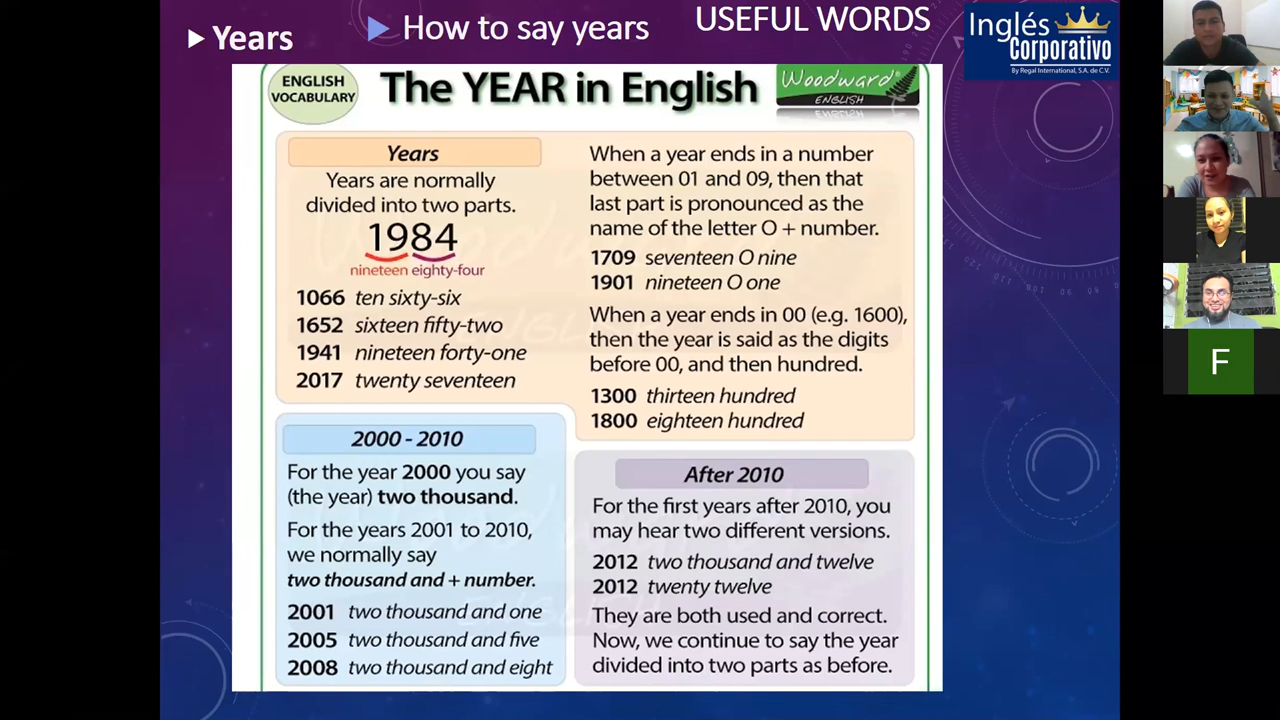 Years
How to say years
USEFUL WORDS
Inglés
Corporativo
By Regal International, S.A. de C.V.
ENGLISH
VOCABULARY
The YEAR in English
Woodward
ENGLISH
Years
Years are normally
divided into two parts.
1984
nineteen eighty-four
1066 ten sixty-six
1652 sixteen fifty-two
1941 nineteen forty-one
2017 twenty seventeen
When a year ends in a number
between 01 and 09, then that
last part is pronounced as the
name of the letter O + number.
1709 seventeen O nine
1901 nineteen O one
When a year ends in 00 (e.g. 1600),
then the year is said as the digits
before 00, and then hundred.
1300 thirteen hundred
1800 eighteen hundred
2000 - 2010
For the year 2000 you say
(the year) two thousand.
For the years 2001 to 2010,
we normally say
two thousand and + number.
2001 two thousand and one
2005 two thousand and five
2008 two thousand and eight
After 2010
For the first years after 2010, you
may hear two different versions.
2012 two thousand and twelve
2012 twenty twelve
They are both used and correct.
Now, we continue to say the year
divided into two parts as before.
F